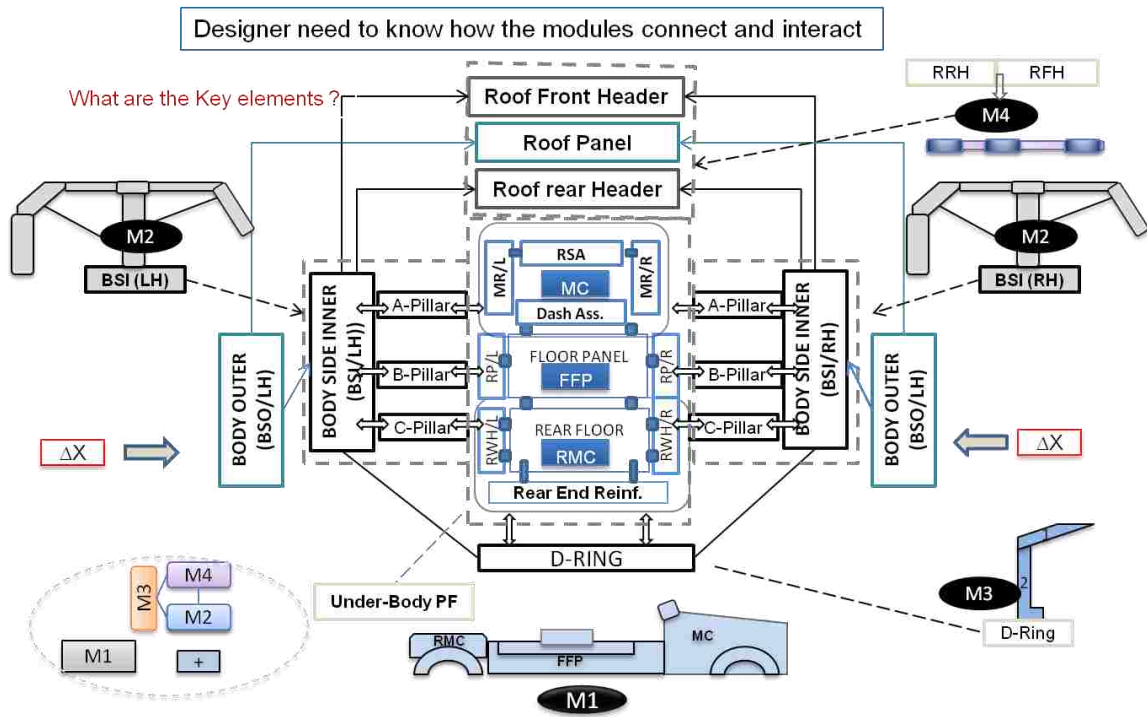 Designer need to know how the modules connect and interact
What are the Key elements ?
Roof Front Header
Roof Panel
Roof rear Header
RRH
RFH
M4
M2
BSI (LH)
M2
BSI (RH)
BODY OUTER
(BSO/LH)
BODY SIDE INNER
(BSI/LH))
A-Pillar
B-Pillar
C-Pillar
MR/L
RSA
MR/R
MC
Dash Ass.
RP/L
FLOOR PANEL
FFP
RP/R
RWH/L
REAR FLOOR
RMC
RWH/R
Rear End Reinf.
A-Pillar
B-Pillar
C-Pillar
BODY SIDE INNER
(BSI/RH)
BODY OUTER
(BSO/LH)
ΔX
ΔX
D-RING
Under-Body PF
M3
M4
M2
M1
+
RMC
FFP
MC
M1
2
M3
D-Ring